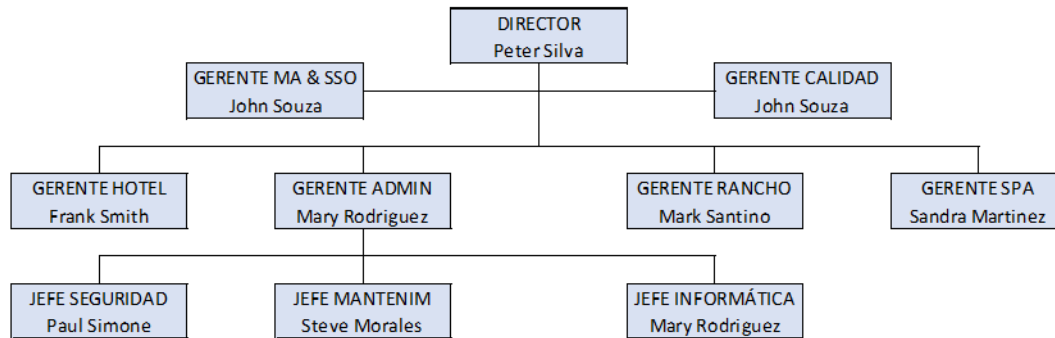 DIRECTOR
Peter Silva
GERENTE MA & SSO
John Souza
GERENTE CALIDAD
John Souza
GERENTE HOTEL
Frank Smith
GERENTE ADMIN
Mary Rodriguez
GERENTE RANCHO
Mark Santino
GERENTE SPA
Sandra Martinez
JEFE SEGURIDAD
Paul Simone
JEFE MANTENIM
Steve Morales
JEFE INFORMÁTICA
Mary Rodriguez